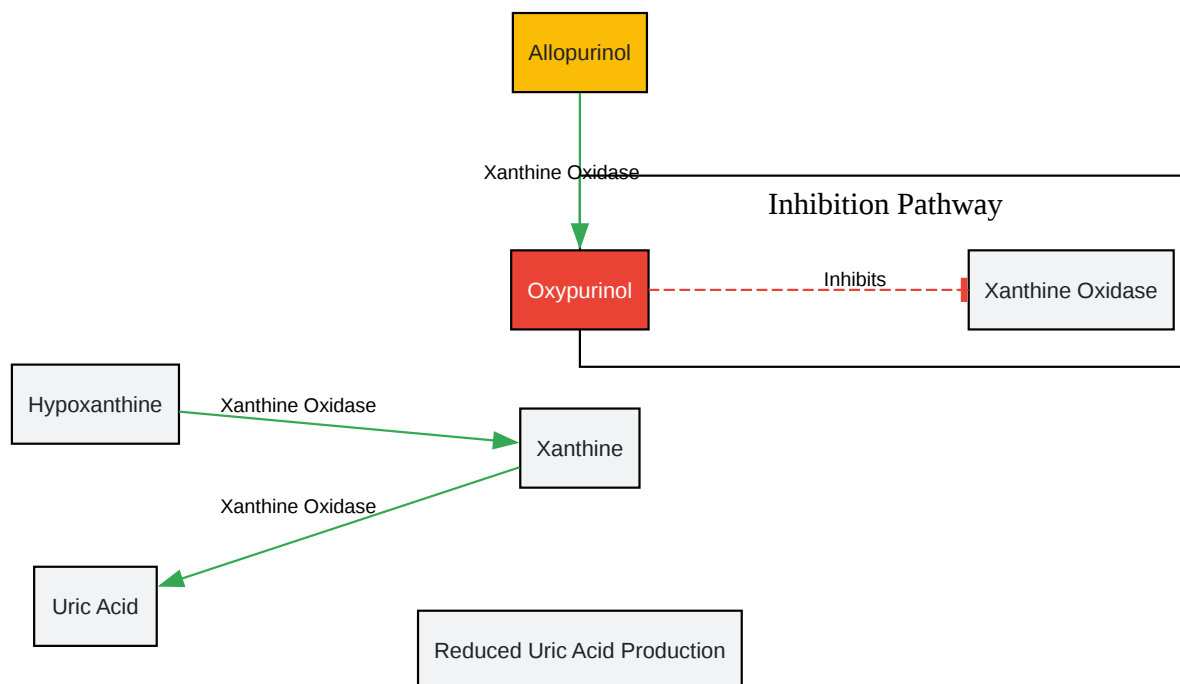 Allopurinol
Xanthine Oxidase
Inhibition Pathway
Oxypurinol
Inhibits
Xanthine Oxidase
Hypoxanthine
Xanthine Oxidase
Xanthine
Xanthine Oxidase
Uric Acid
Reduced Uric Acid Production